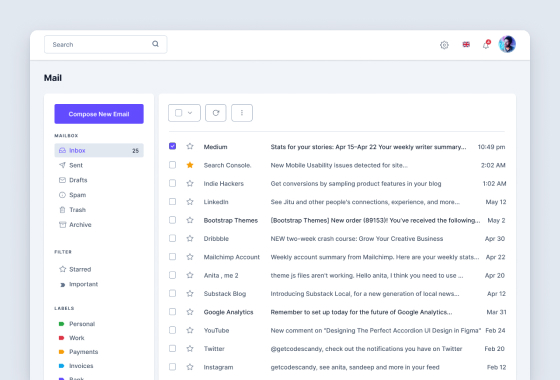 Search
Mail
Compose New Email
MAILBOX
Inbox 25
Sent
Drafts
Spam
Trash
Archive
FILTER
Starred
Important
LABELS
Personal
Work
Payments
Invoices
Bank
Medium Stats for your stories: Apr 15-Apr 22 Your weekly writer summary... 10:49 pm
Search Console. New Mobile Usability issues detected for site... 2:02 AM
Indie Hackers Get conversions by sampling product features in your blog 1:02 AM
LinkedIn See Jitu and other people's connections, experience, and more... May 12
Bootstrap Themes [Bootstrap Themes] New order (89153)! You've received the following... May 2
Dribbble NEW two-week crash course: Grow Your Creative Business Apr 30
Mailchimp Account Weekly account summary from Mailchimp. Here are your weekly stats... Apr 22
Anita , me 2 theme js files aren't working. Hello anita, I think you need to use ... Apr 20
Substack Blog Introducing Substack Local, for a new generation of local news... Apr 12
Google Analytics Remember to set up today for the future of Google Analytics... Mar 31
YouTube New comment on "Designing The Perfect Accordion UI Design in Figma" Feb 24
Twitter @getcodescandy, check out the notifications you have on Twitter Feb 20
Instagram getcodescandy, see anita, sandeep and more in your feed Feb 12